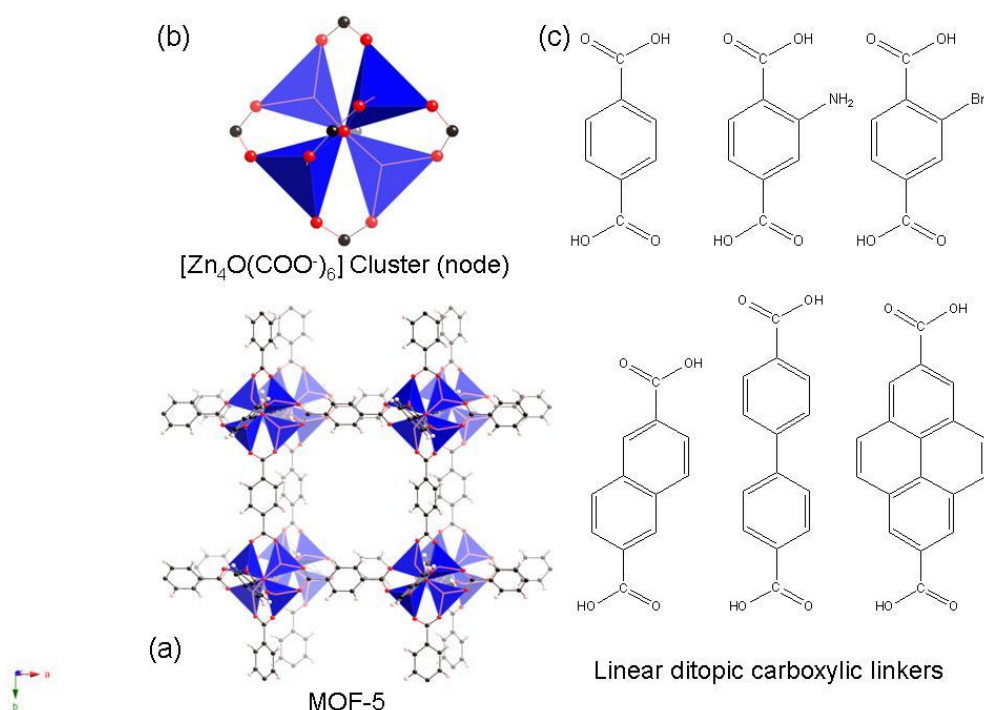 (b)
[Zn₄O(COO⁻)₆] Cluster (node)
(a)
MOF-5
a
b
(c)
O OH O OH O OH
C C C
NH₂ Br
C C C
HO O HO O HO O
O OH O OH
C C
O OH
C
C C C
HO O HO O HO O
Linear ditopic carboxylic linkers